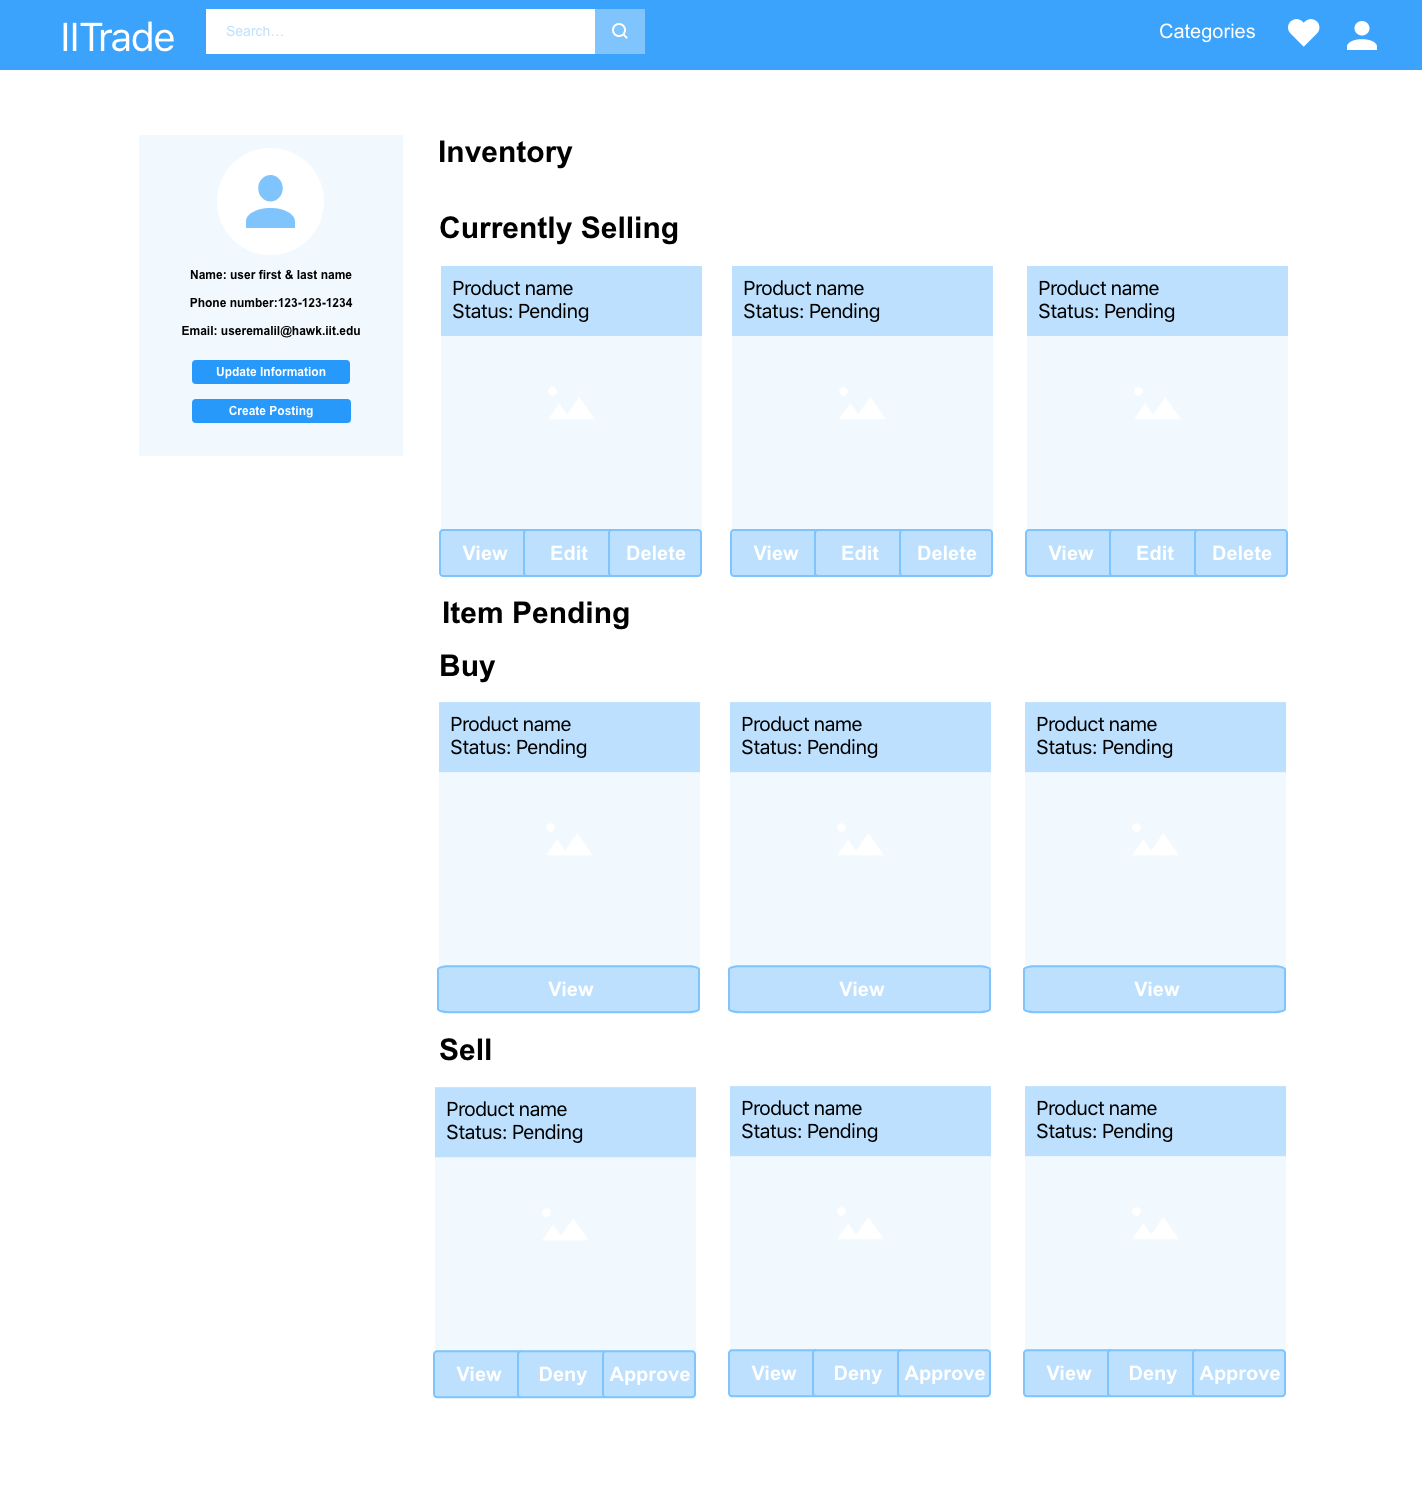 IITrade
Search...
Categories
Name: user first & last name
Phone number:123-123-1234
Email: useremalil@hawk.iit.edu
Update Information
Create Posting
Inventory
Currently Selling
Product name
Status: Pending
View Edit Delete
Product name
Status: Pending
View Edit Delete
Product name
Status: Pending
View Edit Delete
Item Pending
Buy
Product name
Status: Pending
View
Product name
Status: Pending
View
Product name
Status: Pending
View
Sell
Product name
Status: Pending
View Deny Approve
Product name
Status: Pending
View Deny Approve
Product name
Status: Pending
View Deny Approve